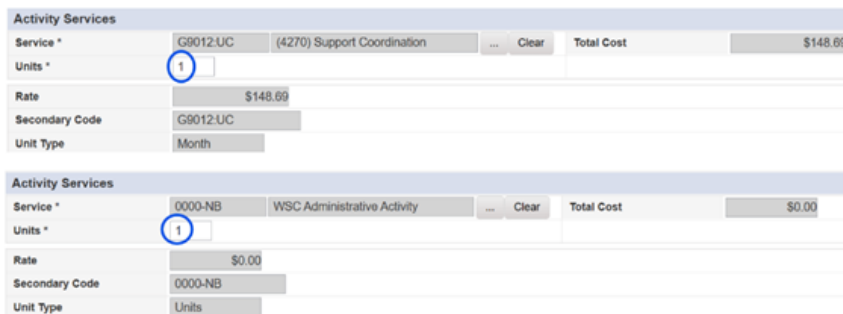 Activity Services
Service * G9012:UC (4270) Support Coordination ... Clear Total Cost $148.69
Units * 1
Rate $148.69
Secondary Code G9012:UC
Unit Type Month
Activity Services
Service * 0000-NB WSC Administrative Activity ... Clear Total Cost $0.00
Units * 1
Rate $0.00
Secondary Code 0000-NB
Unit Type Units